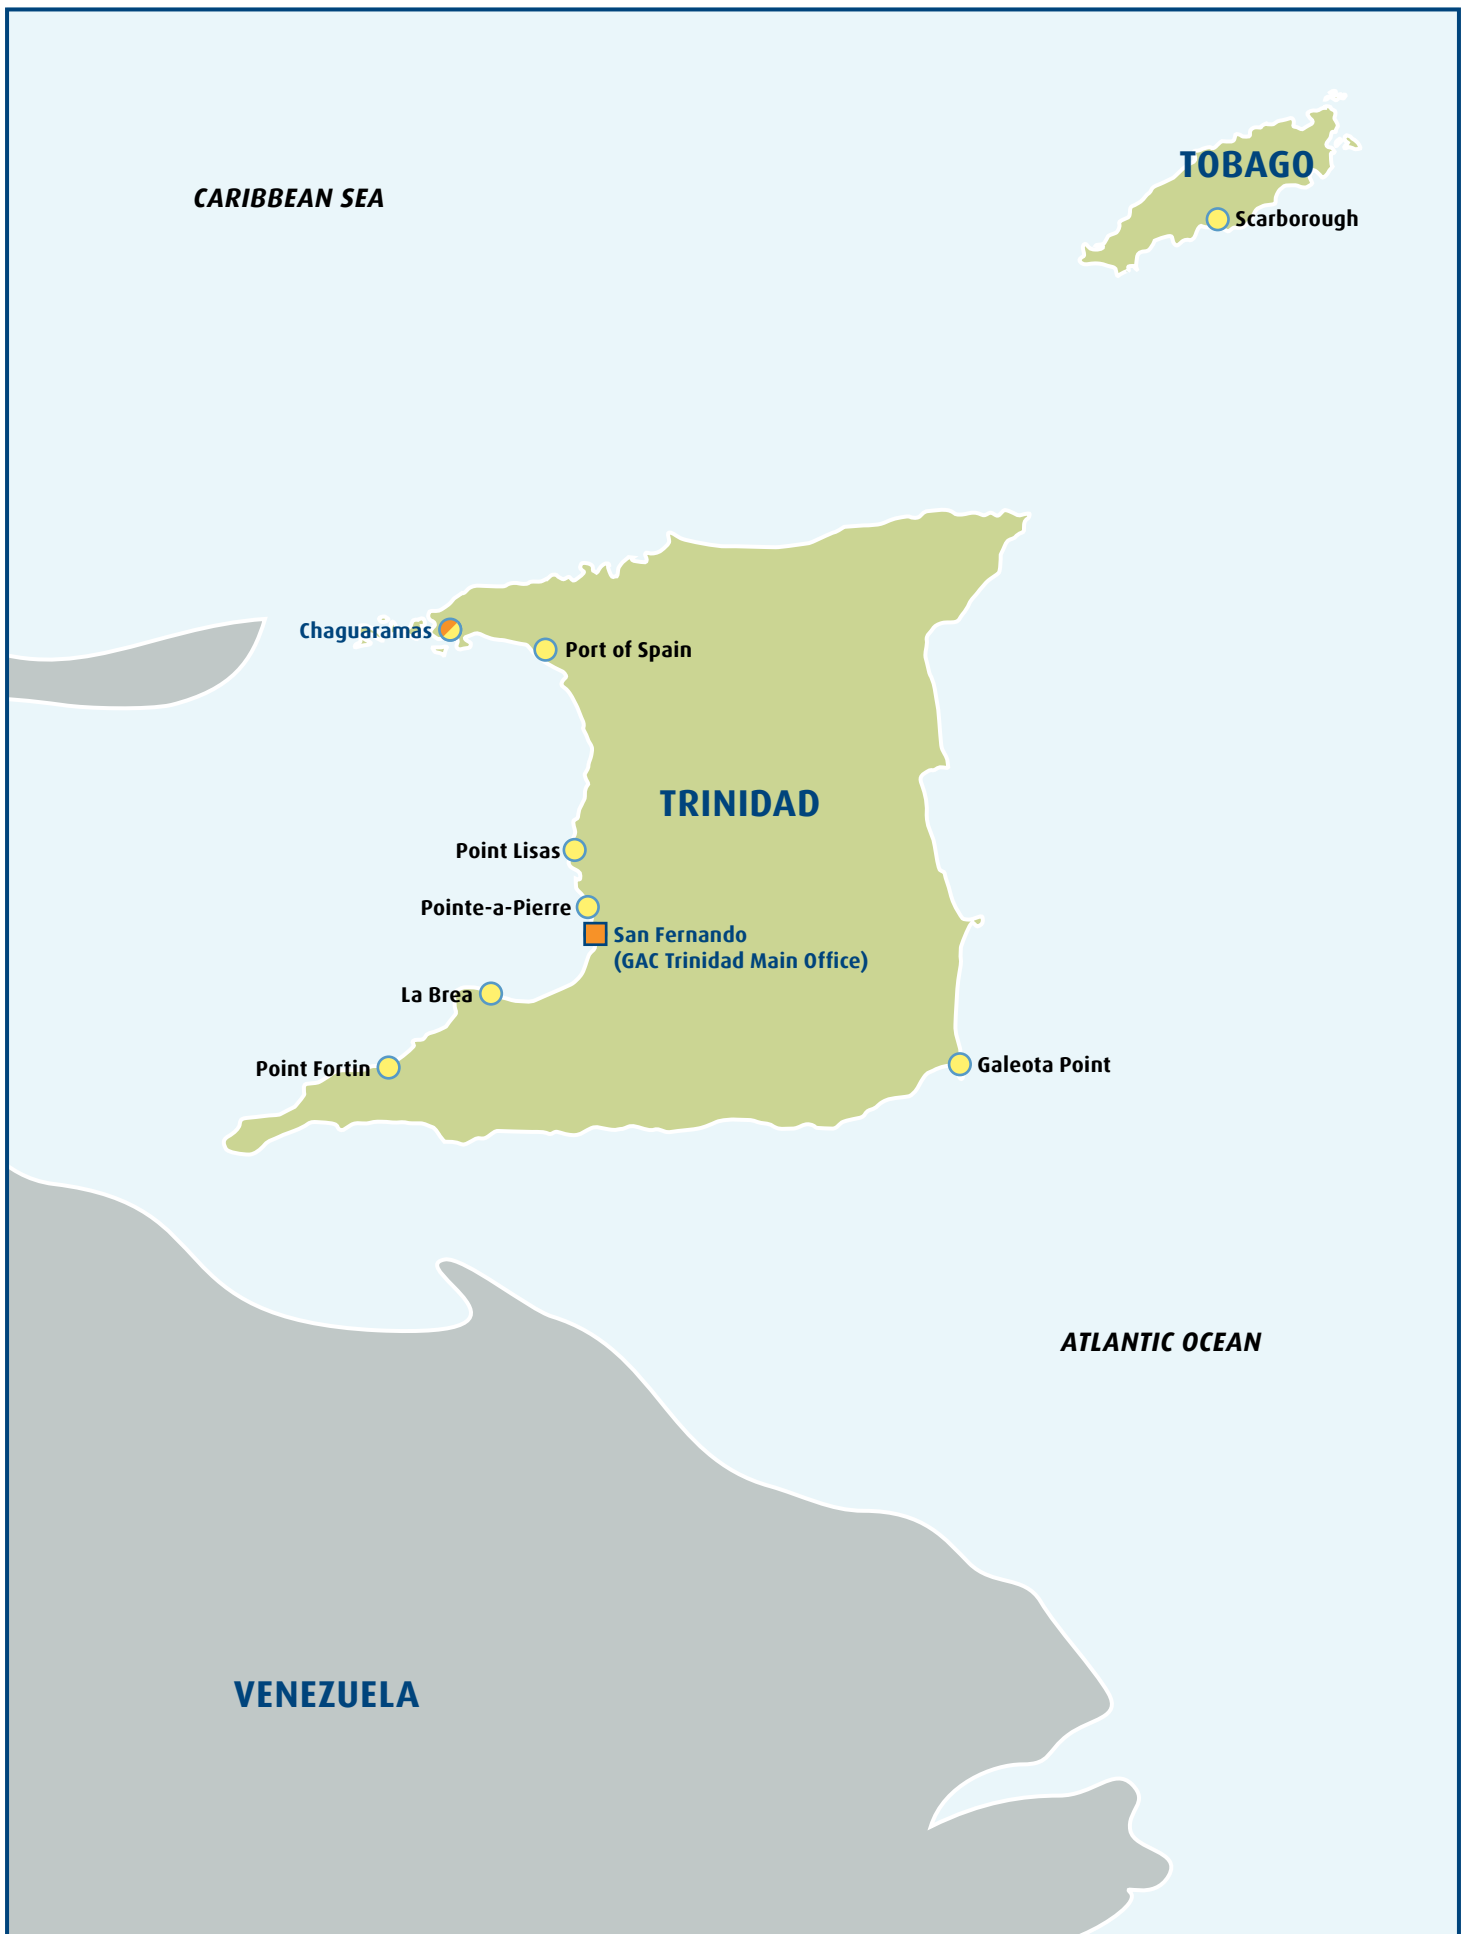 TOBAGO
CARIBBEAN SEA
Scarborough
Chaguaramas
Port of Spain
TRINIDAD
Point Lisas
Pointe-a-Pierre
San Fernando
(GAC Trinidad Main Office)
La Brea
Point Fortin
Galeota Point
ATLANTIC OCEAN
VENEZUELA